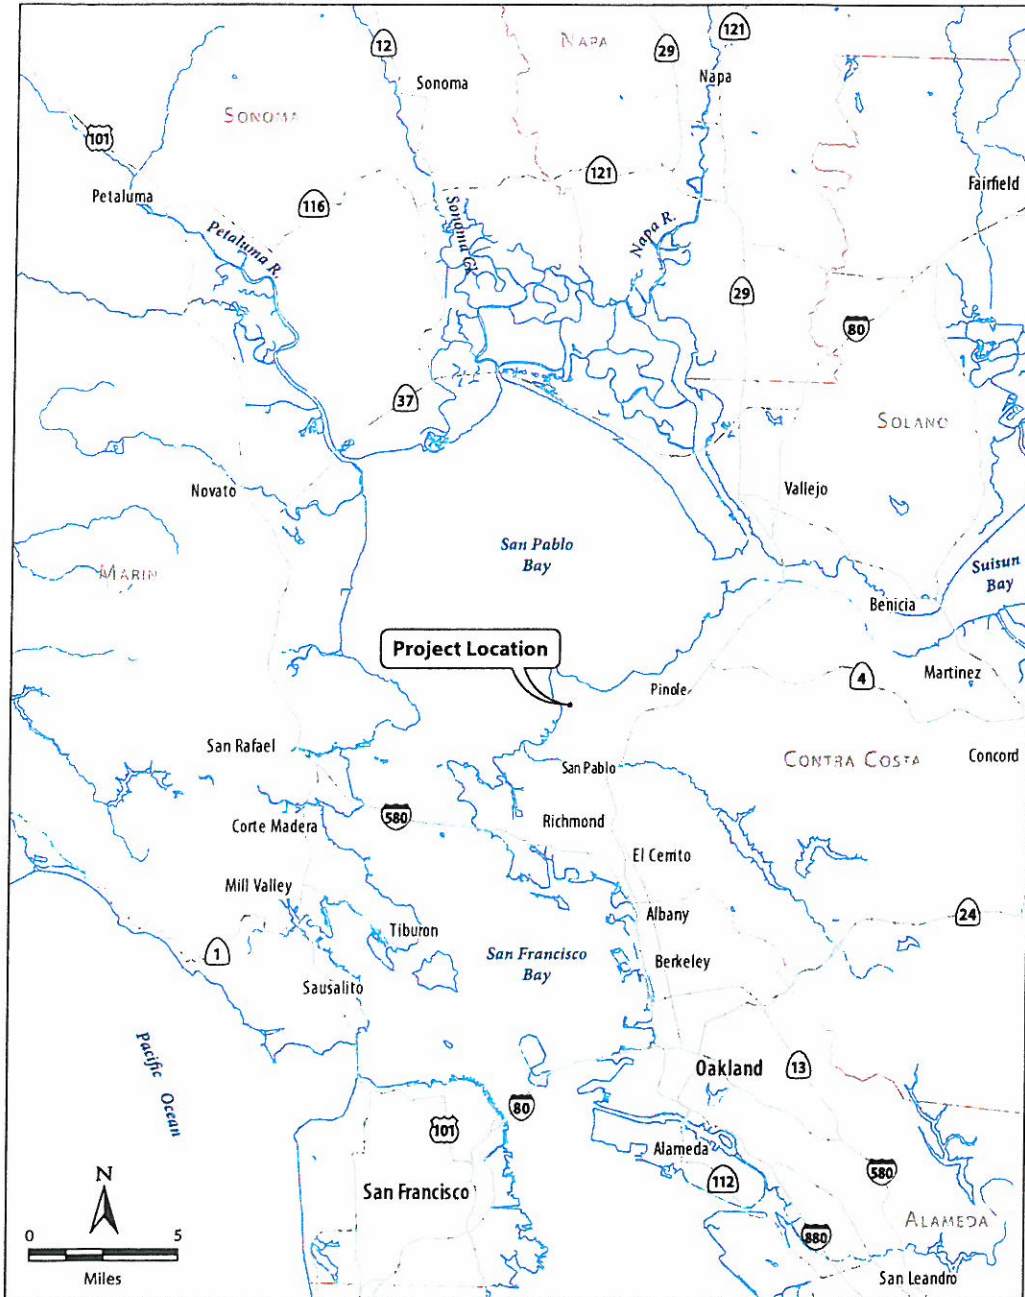 121
12
NAPA
29
Sonoma
Napa
SONOMA
101
121
Petaluma
116
Fairfield
Sonoma Ck
Petaluma R.
Napa R.
29
80
37
SOLANO
Novato
Vallejo
San Pablo
Bay
Suisun
Bay
MARIN
Benicia
Project Location
Martinez
Pinole
4
San Rafael
CONTRA COSTA
Concord
San Pablo
580
Richmond
Corte Madera
El Cerrito
Mill Valley
Albany
24
Tiburon
1
San Francisco
Bay
Berkeley
Sausalito
Pacific Ocean
Oakland
13
80
101
Alameda
N
580
112
San Francisco
0
5
ALAMEDA
880
Miles
San Leandro